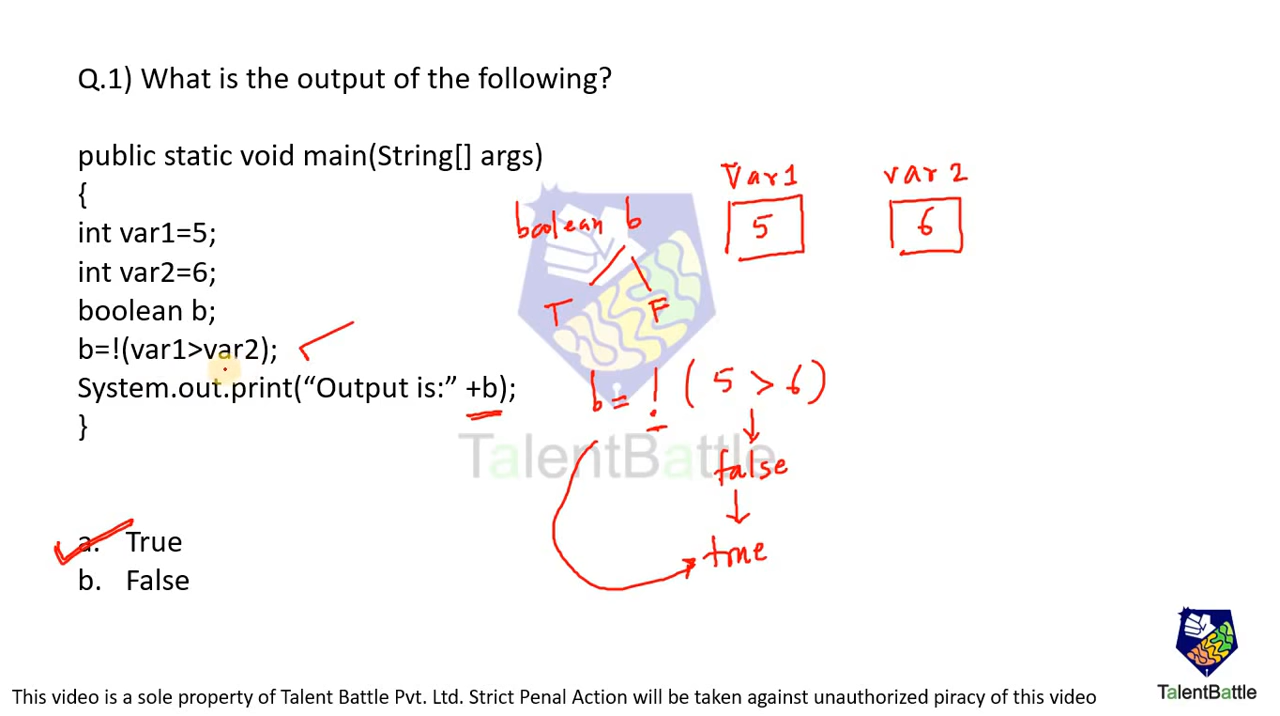 Q.1) What is the output of the following?
public static void main(String[] args)
{
int var1=5;
int var2=6;
boolean b;
b=!(var1>var2);
System.out.print(“Output is:” +b);
}
a. True
b. False
boolean b
T F
Var1
5
var 2
6
b = ! ( 5 > 6 )
false
true
TalentBattle
TalentBattle
This video is a sole property of Talent Battle Pvt. Ltd. Strict Penal Action will be taken against unauthorized piracy of this video